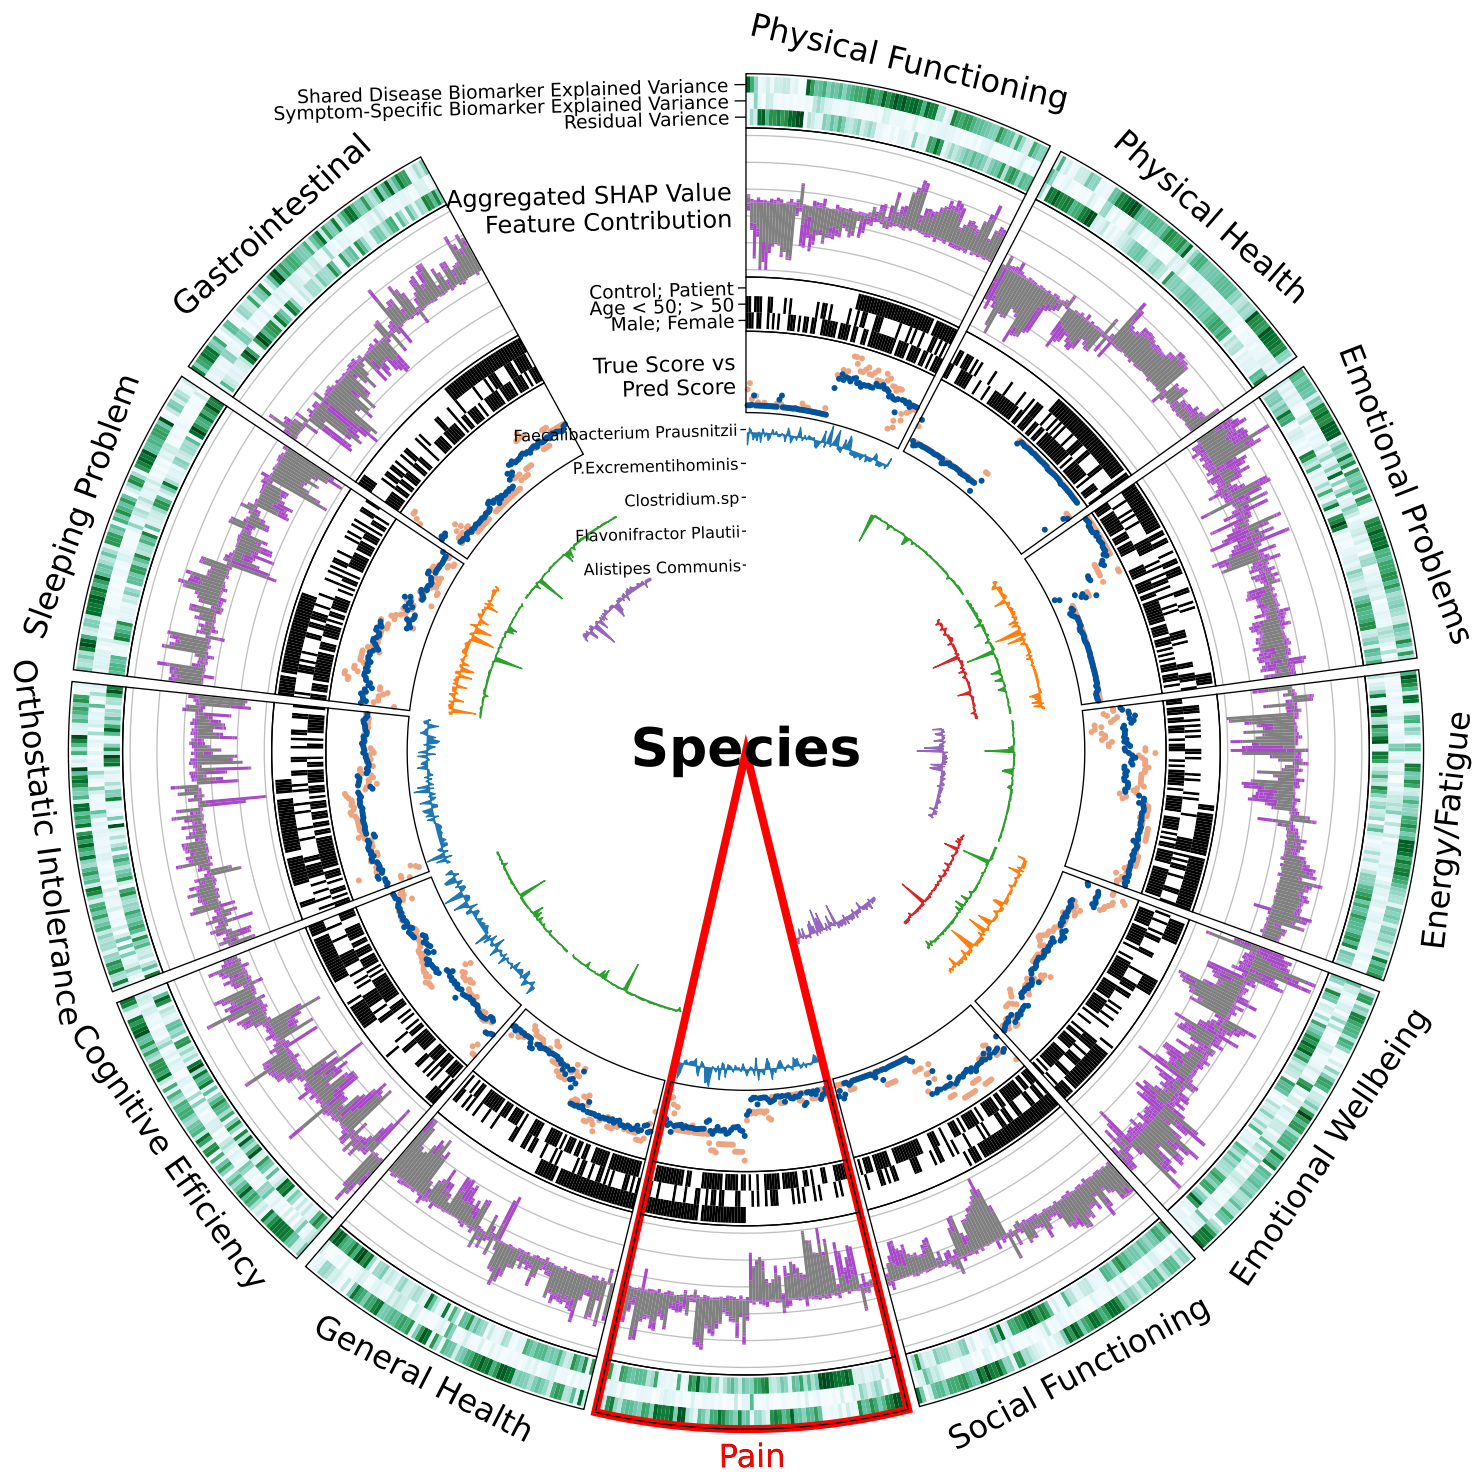 Physical Functioning
Shared Disease Biomarker Explained Variance
Symptom-Specific Biomarker Explained Variance
Residual Varience
Physical Health
Gastrointestinal
Aggregated SHAP Value
Feature Contribution
Control; Patient
Age < 50; > 50
Male; Female
True Score vs
Pred Score
Emotional Problems
Sleeping Problem
Faecalibacterium Prausnitzii
P.Excrementihominis
Clostridium.sp
Flavonifractor Plautii
Alistipes Communis
Species
Orthostatic Intolerance
Energy/Fatigue
Cognitive Efficiency
Emotional Wellbeing
General Health
Social Functioning
Pain